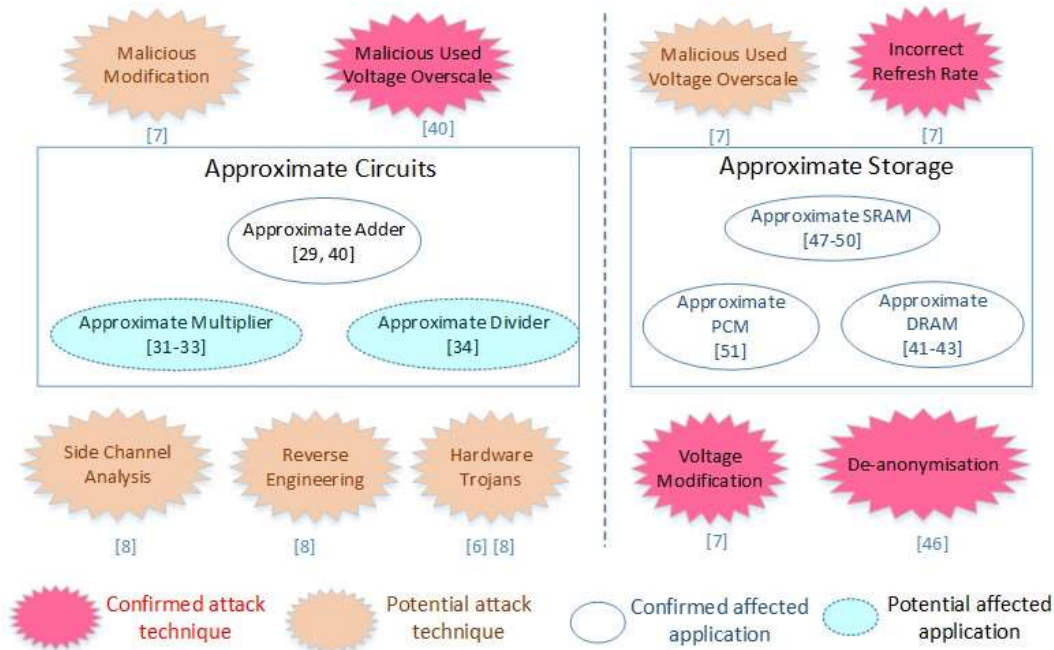 Malicious
Modification
[7]
Malicious Used
Voltage Overscale
[40]
Malicious Used
Voltage Overscale
[7]
Incorrect
Refresh Rate
[7]
Approximate Circuits
Approximate Adder
[29, 40]
Approximate Multiplier
[31-33]
Approximate Divider
[34]
Approximate Storage
Approximate SRAM
[47-50]
Approximate
PCM
[51]
Approximate
DRAM
[41-43]
Side Channel
Analysis
[8]
Reverse
Engineering
[8]
Hardware
Trojans
[6] [8]
Voltage
Modification
[7]
De-anonymisation
[46]
Confirmed attack
technique
Potential attack
technique
Confirmed affected
application
Potential affected
application